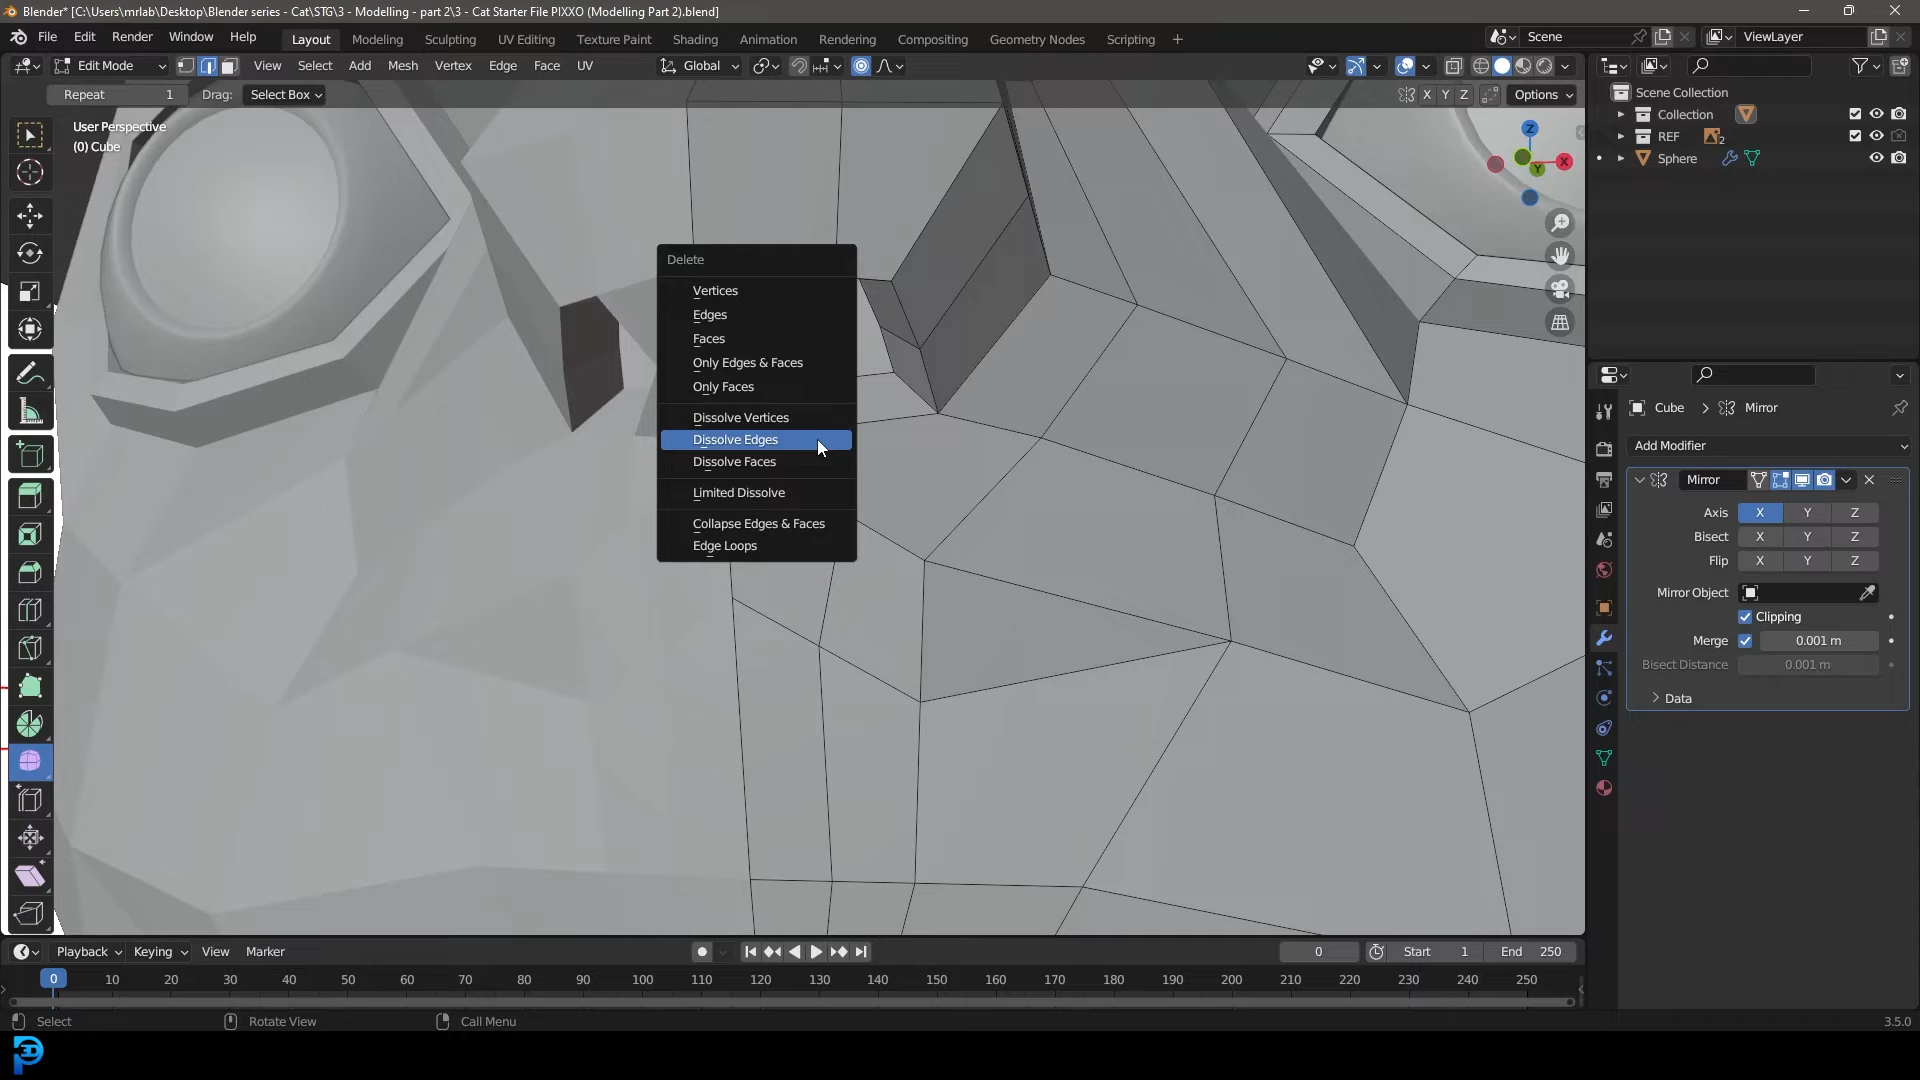 Blender* [C:\Users\mrlab\Desktop\Blender series - Cat\STG\3 - Modelling - part 2\3 - Cat Starter File PIXXO (Modelling Part 2).blend]
File Edit Render Window Help Layout Modeling Sculpting UV Editing Texture Paint Shading Animation Rendering Compositing Geometry Nodes Scripting + Scene ViewLayer
Edit Mode View Select Add Mesh Vertex Edge Face UV Global
Repeat 1 Drag: Select Box X Y Z Options
User Perspective
(0) Cube
Z
X
Y
Delete
Vertices
Edges
Faces
Only Edges & Faces
Only Faces
Dissolve Vertices
Dissolve Edges
Dissolve Faces
Limited Dissolve
Collapse Edges & Faces
Edge Loops
Scene Collection
Collection
REF 2
Sphere
Cube > Mirror
Add Modifier
Mirror
Axis X Y Z
Bisect X Y Z
Flip X Y Z
Mirror Object
Clipping
Merge 0.001 m
Bisect Distance 0.001 m
Data
Playback Keying View Marker 0 Start 1 End 250
0 10 20 30 40 50 60 70 80 90 100 110 120 130 140 150 160 170 180 190 200 210 220 230 240 250
Select Rotate View Call Menu 3.5.0